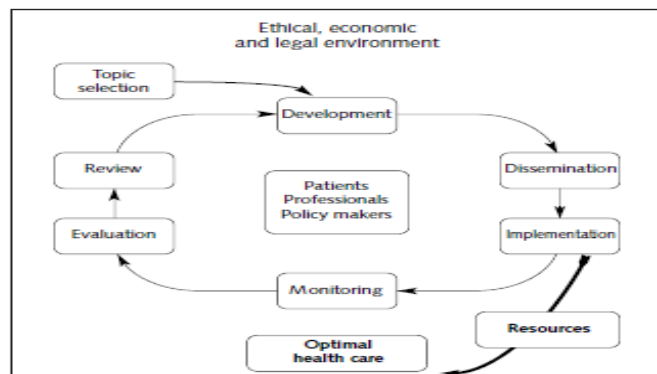 Ethical, economic
and legal environment
Topic
selection
Development
Review
Dissemination
Patients
Professionals
Policy makers
Evaluation
Implementation
Monitoring
Resources
Optimal
health care